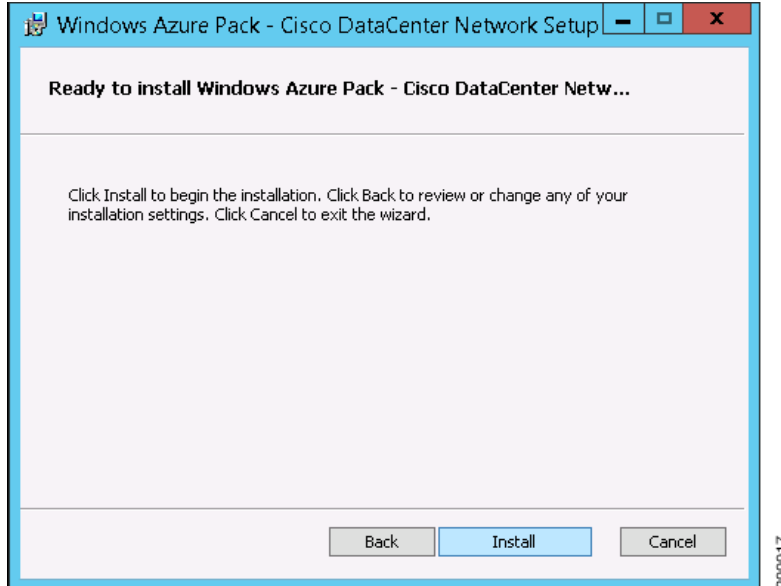 Windows Azure Pack - Cisco DataCenter Network Setup
Ready to install Windows Azure Pack - Cisco DataCenter Netw...
Click Install to begin the installation. Click Back to review or change any of your
installation settings. Click Cancel to exit the wizard.
Back
Install
Cancel